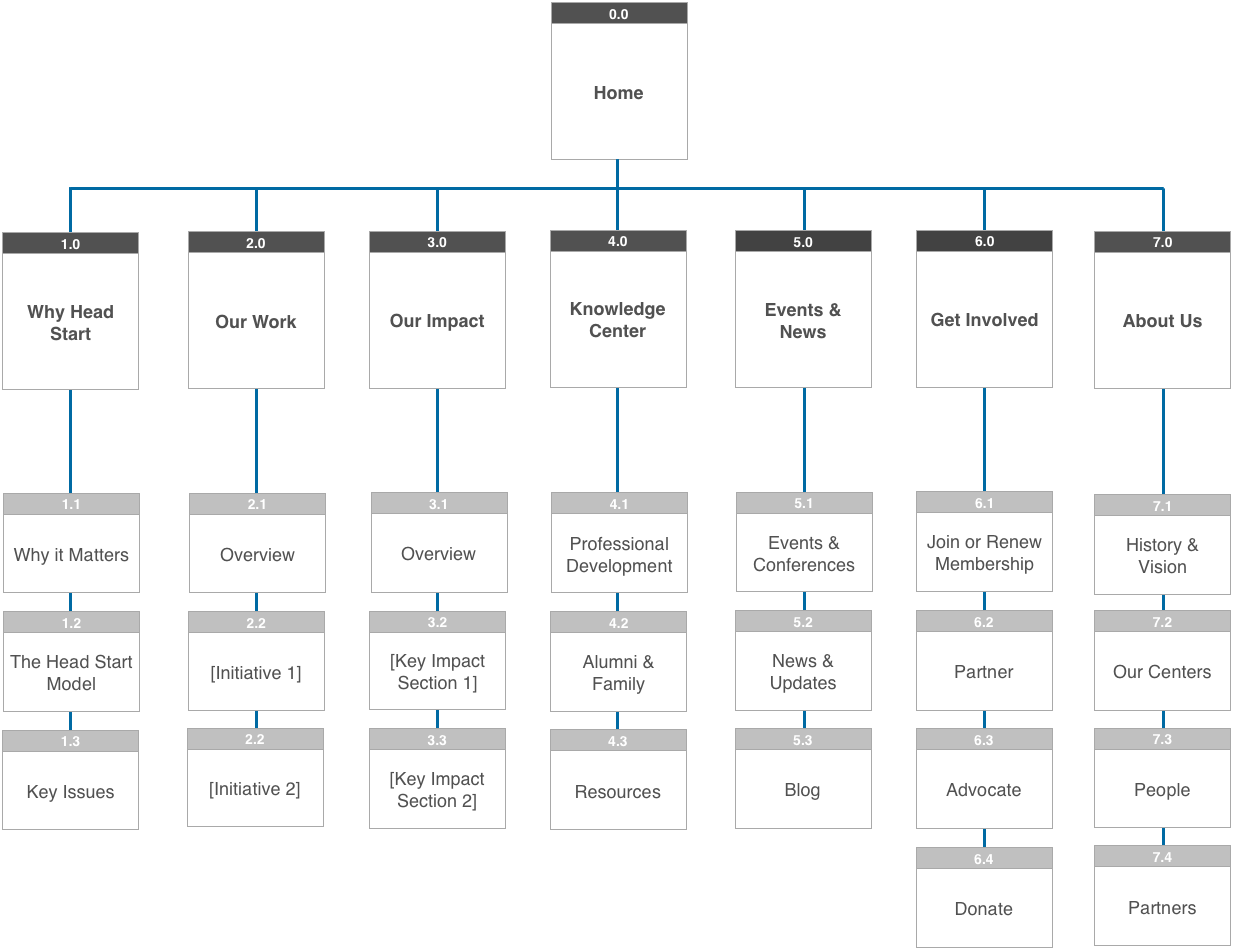 0.0
Home
1.0
Why Head
Start
2.0
Our Work
3.0
Our Impact
4.0
Knowledge
Center
5.0
Events &
News
6.0
Get Involved
7.0
About Us
1.1
Why it Matters
1.2
The Head Start
Model
1.3
Key Issues
2.1
Overview
2.2
[Initiative 1]
2.2
[Initiative 2]
3.1
Overview
3.2
[Key Impact
Section 1]
3.3
[Key Impact
Section 2]
4.1
Professional
Development
4.2
Alumni &
Family
4.3
Resources
5.1
Events &
Conferences
5.2
News &
Updates
5.3
Blog
6.1
Join or Renew
Membership
6.2
Partner
6.3
Advocate
6.4
Donate
7.1
History &
Vision
7.2
Our Centers
7.3
People
7.4
Partners